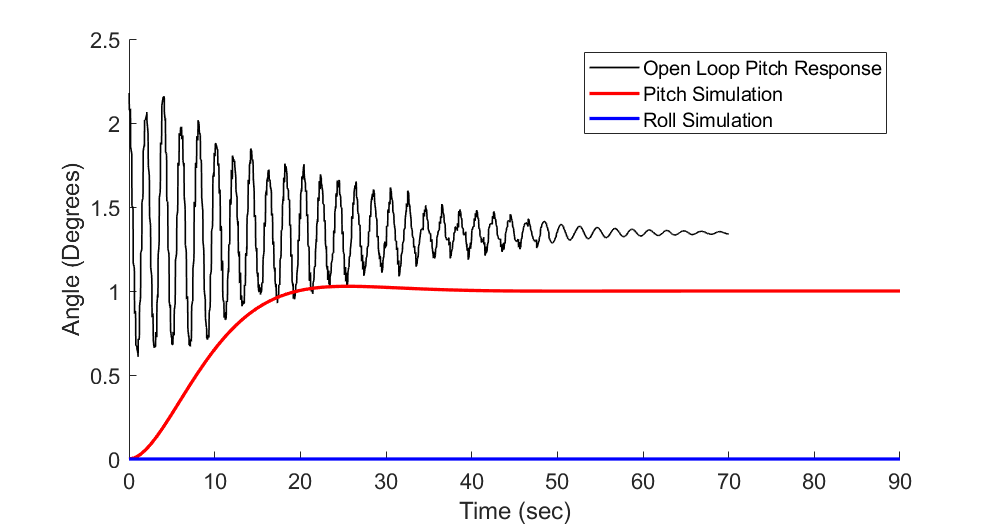 2.5
2
1.5
1
0.5
0
Angle (Degrees)
Open Loop Pitch Response
Pitch Simulation
Roll Simulation
0 10 20 30 40 50 60 70 80 90
Time (sec)